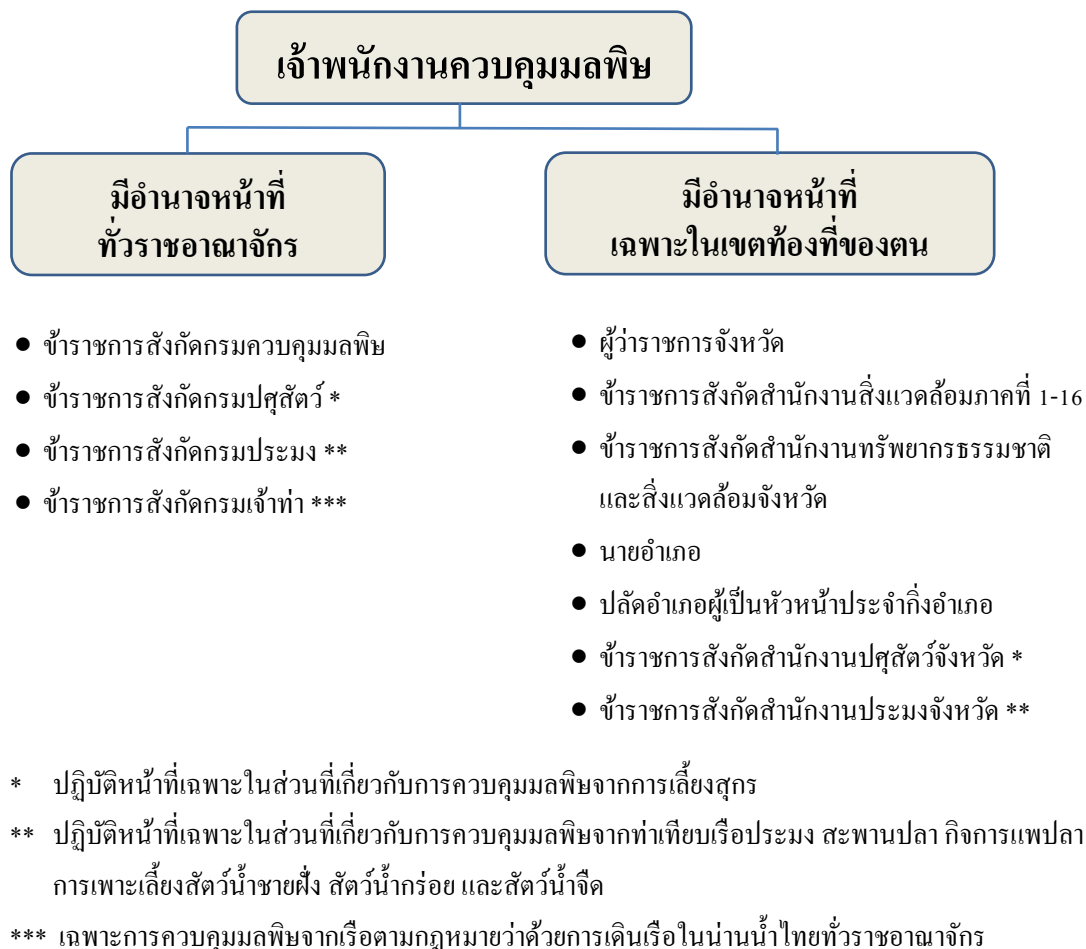 เจ้าพนักงานควบคุมมลพิษ
มีอำนาจหน้าที่
ทั่วราชอาณาจักร
● ข้าราชการสังกัดกรมควบคุมมลพิษ
● ข้าราชการสังกัดกรมปศุสัตว์ *
● ข้าราชการสังกัดกรมประมง **
● ข้าราชการสังกัดกรมเจ้าท่า ***
มีอำนาจหน้าที่
เฉพาะในเขตท้องที่ของตน
● ผู้ว่าราชการจังหวัด
● ข้าราชการสังกัดสำนักงานสิ่งแวดล้อมภาคที่ 1-16
● ข้าราชการสังกัดสำนักงานทรัพยากรธรรมชาติ
และสิ่งแวดล้อมจังหวัด
● นายอำเภอ
● ปลัดอำเภอผู้เป็นหัวหน้าประจำกิ่งอำเภอ
● ข้าราชการสังกัดสำนักงานปศุสัตว์จังหวัด *
● ข้าราชการสังกัดสำนักงานประมงจังหวัด **
* ปฏิบัติหน้าที่เฉพาะในส่วนที่เกี่ยวกับการควบคุมมลพิษจากการเลี้ยงสุกร
** ปฏิบัติหน้าที่เฉพาะในส่วนที่เกี่ยวกับการควบคุมมลพิษจากท่าเทียบเรือประมง สะพานปลา กิจการแพปลา
การเพาะเลี้ยงสัตว์น้ำชายฝั่ง สัตว์น้ำกร่อย และสัตว์น้ำจืด
*** เฉพาะการควบคุมมลพิษจากเรือตามกฎหมายว่าด้วยการเดินเรือในน่านน้ำไทยทั่วราชอาณาจักร